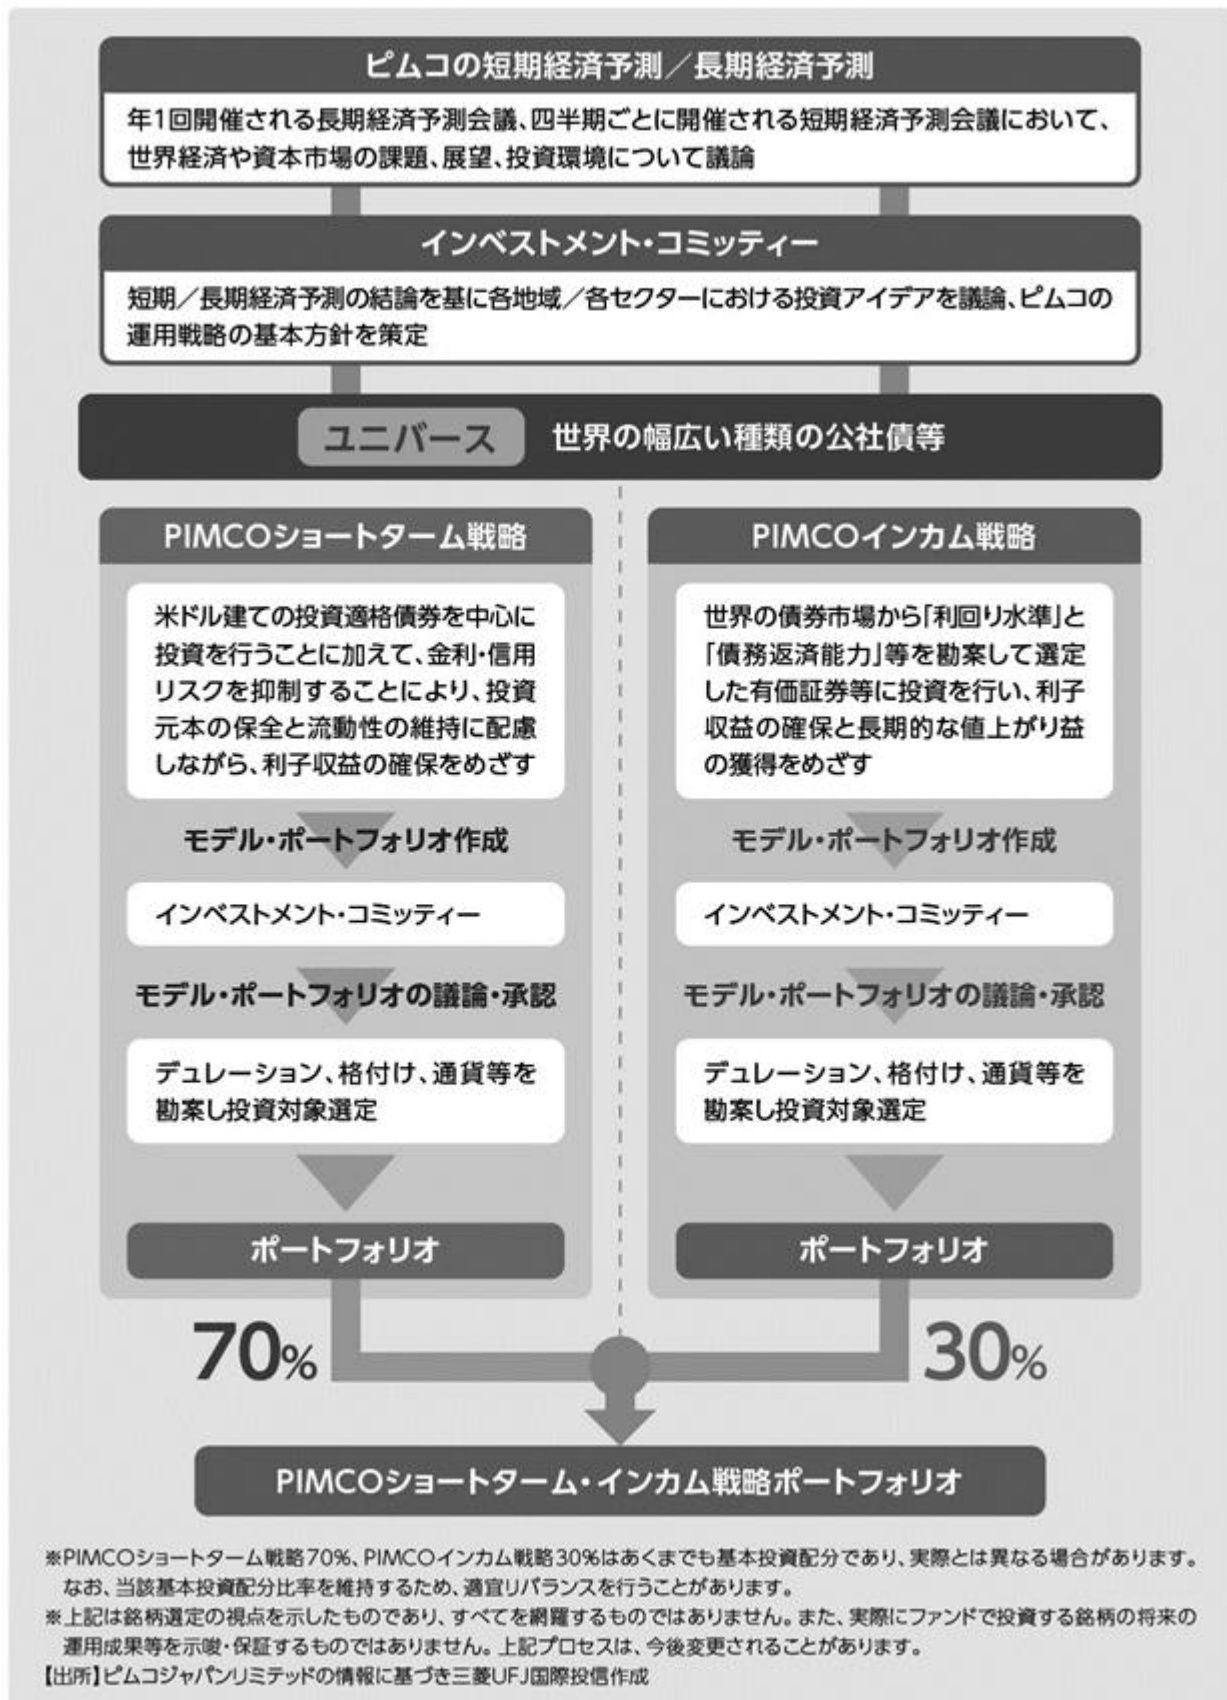 ピムコの短期経済予測／長期経済予測
年1回開催される長期経済予測会議、四半期ごとに開催される短期経済予測会議において、
世界経済や資本市場の課題、展望、投資環境について議論
インベストメント・コミッティー
短期／長期経済予測の結論を基に各地域／各セクターにおける投資アイデアを議論、ピムコの
運用戦略の基本方針を策定
ユニバース 世界の幅広い種類の公社債等
PIMCOショートターム戦略
米ドル建ての投資適格債券を中心に
投資を行うことに加えて、金利・信用
リスクを抑制することにより、投資
元本の保全と流動性の維持に配慮
しながら、利子収益の確保をめざす
モデル・ポートフォリオ作成
インベストメント・コミッティー
モデル・ポートフォリオの議論・承認
デュレーション、格付け、通貨等を
勘案し投資対象選定
ポートフォリオ
70%
PIMCOインカム戦略
世界の債券市場から「利回り水準」と
「債務返済能力」等を勘案して選定
した有価証券等に投資を行い、利子
収益の確保と長期的な値上がり益
の獲得をめざす
モデル・ポートフォリオ作成
インベストメント・コミッティー
モデル・ポートフォリオの議論・承認
デュレーション、格付け、通貨等を
勘案し投資対象選定
ポートフォリオ
30%
PIMCOショートターム・インカム戦略ポートフォリオ
※PIMCOショートターム戦略70%、PIMCOインカム戦略30%はあくまでも基本投資配分であり、実際とは異なる場合があります。
なお、当該基本投資配分比率を維持するため、適宜リバランスを行うことがあります。
※上記は銘柄選定の視点を示したものであり、すべてを網羅するものではありません。また、実際にファンドで投資する銘柄の将来の
運用成果等を示唆・保証するものではありません。上記プロセスは、今後変更されることがあります。
【出所】ピムコジャパンリミテッドの情報に基づき三菱UFJ国際投信作成